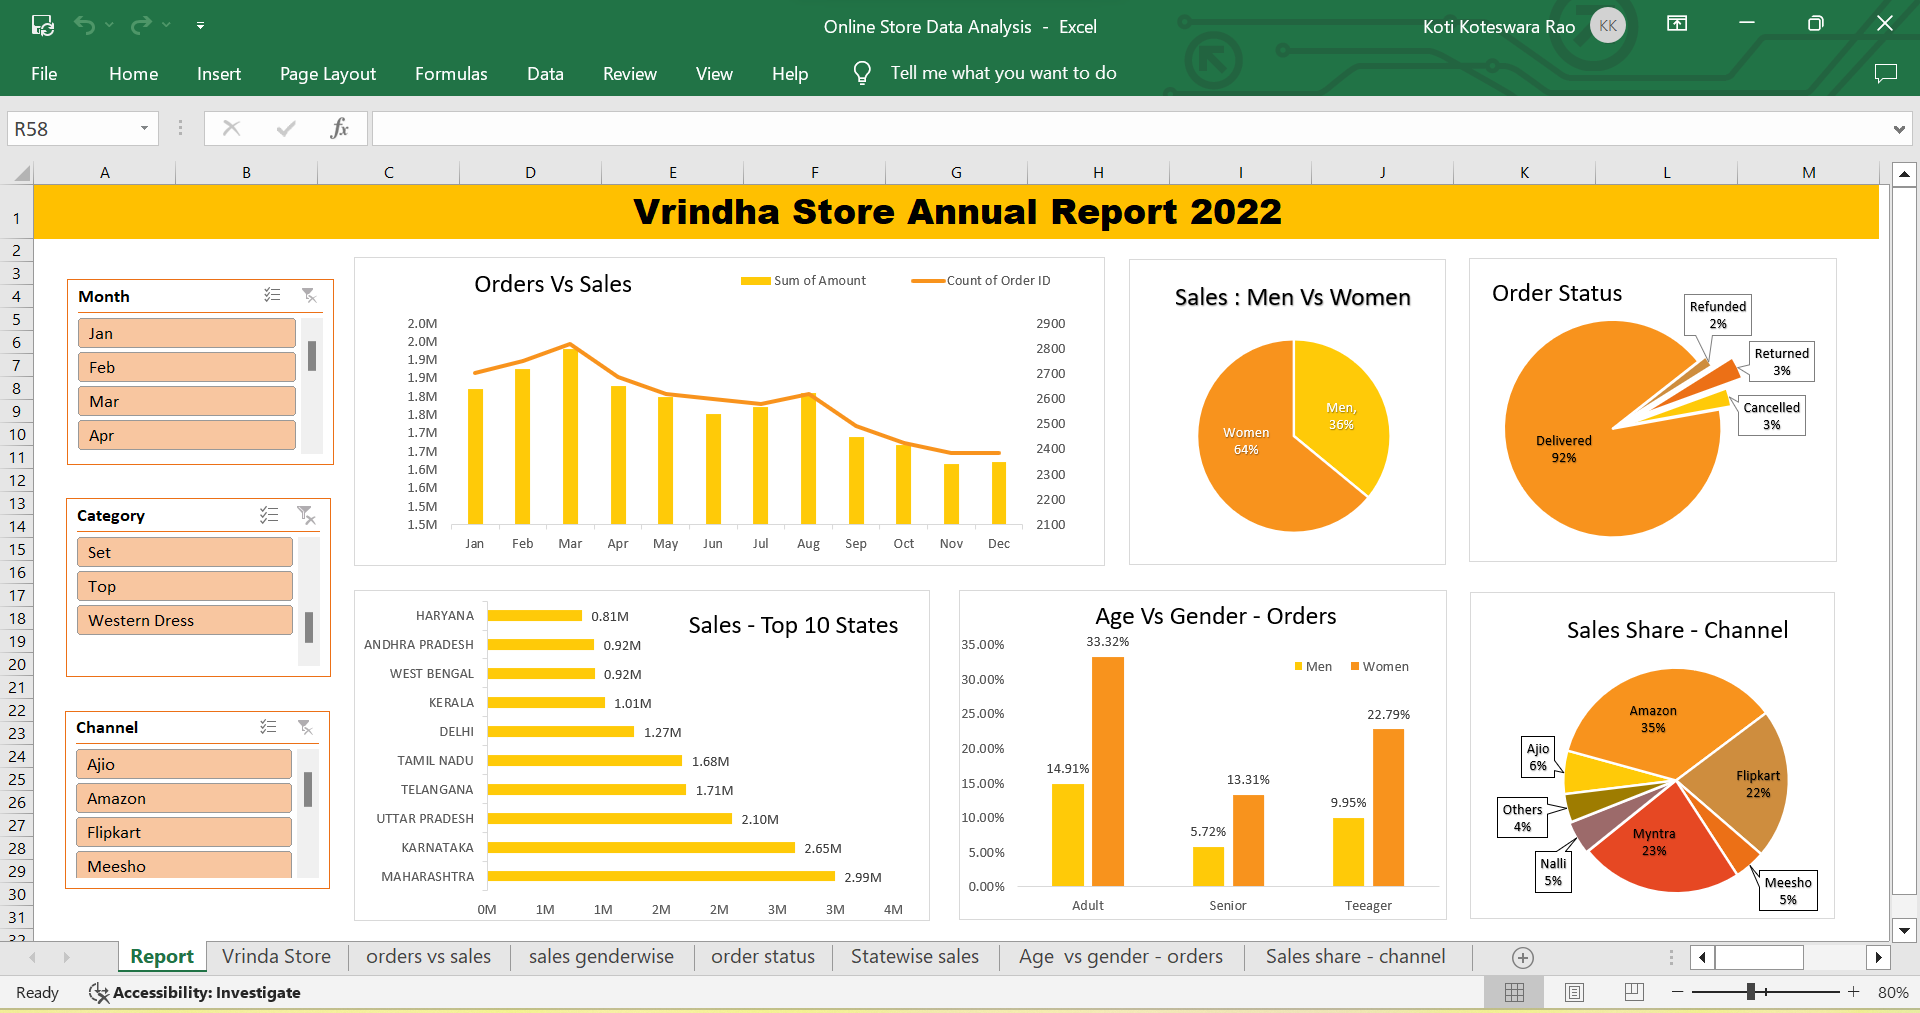 Online Store Data Analysis - Excel
Koti Koteswara Rao
KK
File Home Insert Page Layout Formulas Data Review View Help Tell me what you want to do
R58
fx
A B C D E F G H I J K L M
1
2
3
4
5
6
7
8
9
10
11
12
13
14
15
16
17
18
19
20
21
22
23
24
25
26
27
28
29
30
31
32
Vrindha Store Annual Report 2022
Month
Jan
Feb
Mar
Apr
Category
Set
Top
Western Dress
Channel
Ajio
Amazon
Flipkart
Meesho
Orders Vs Sales
Sum of Amount
Count of Order ID
2.0M
2.0M
1.9M
1.9M
1.8M
1.8M
1.7M
1.7M
1.6M
1.6M
1.5M
1.5M
2900
2800
2700
2600
2500
2400
2300
2200
2100
Jan Feb Mar Apr May Jun Jul Aug Sep Oct Nov Dec
Sales : Men Vs Women
Men,
36%
Women
64%
Order Status
Refunded
2%
Returned
3%
Cancelled
3%
Delivered
92%
Sales - Top 10 States
HARYANA 0.81M
ANDHRA PRADESH 0.92M
WEST BENGAL 0.92M
KERALA 1.01M
DELHI 1.27M
TAMIL NADU 1.68M
TELANGANA 1.71M
UTTAR PRADESH 2.10M
KARNATAKA 2.65M
MAHARASHTRA 2.99M
0M 1M 1M 2M 2M 3M 3M 4M
Age Vs Gender - Orders
Men
Women
35.00%
30.00%
25.00%
20.00%
15.00%
10.00%
5.00%
0.00%
14.91%
33.32%
5.72%
13.31%
9.95%
22.79%
Adult Senior Teeager
Sales Share - Channel
Amazon
35%
Flipkart
22%
Ajio
6%
Others
4%
Nalli
5%
Myntra
23%
Meesho
5%
Report Vrinda Store orders vs sales sales genderwise order status Statewise sales Age vs gender - orders Sales share - channel
Ready
Accessibility: Investigate
80%